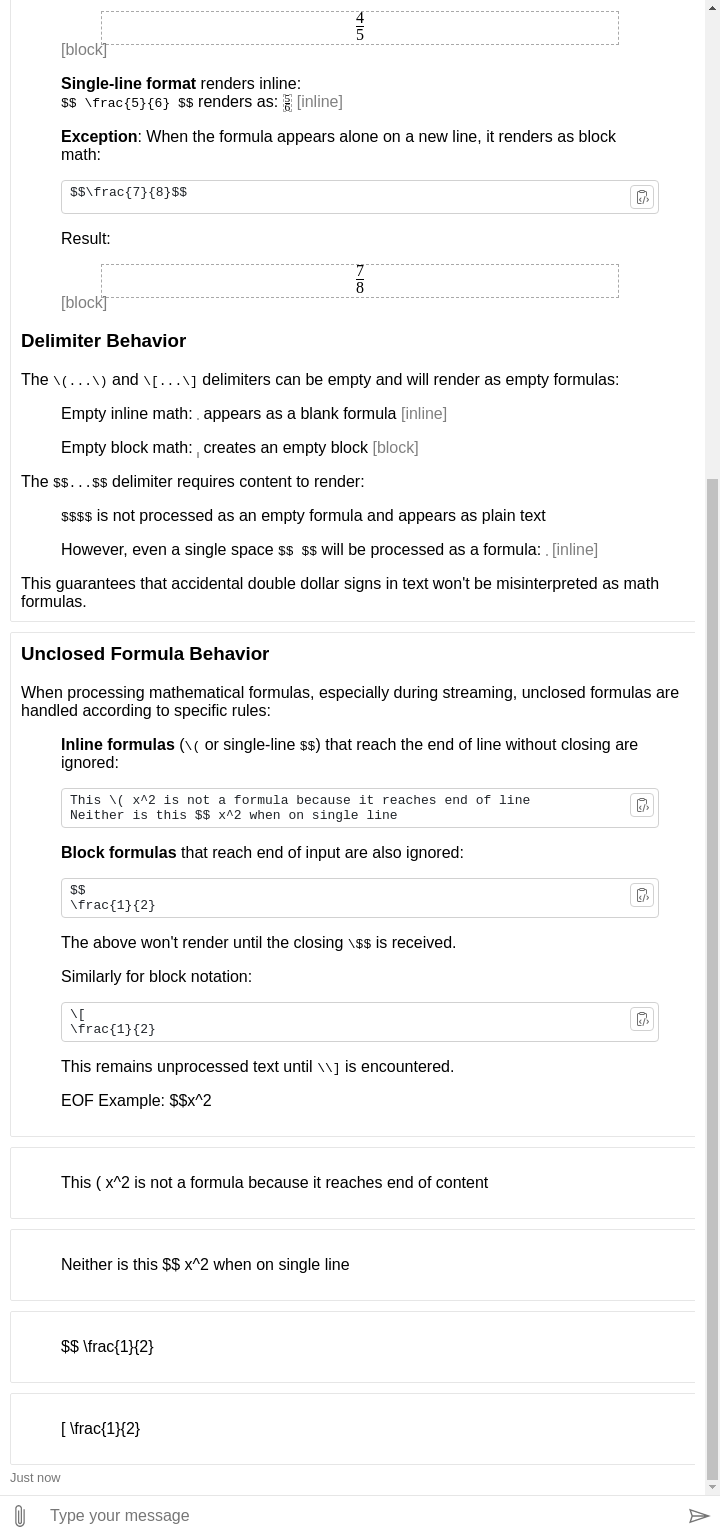 4
5
[block]
Single-line format renders inline:
$$ \frac{5}{6} $$ renders as: 5/6 [inline]
Exception: When the formula appears alone on a new line, it renders as block
math:
$$\frac{7}{8}$$
Result:
7
8
[block]
Delimiter Behavior
The \(...\) and \[...\] delimiters can be empty and will render as empty formulas:
Empty inline math: appears as a blank formula [inline]
Empty block math: creates an empty block [block]
The $$...$$ delimiter requires content to render:
$$$$ is not processed as an empty formula and appears as plain text
However, even a single space $$ $$ will be processed as a formula: [inline]
This guarantees that accidental double dollar signs in text won't be misinterpreted as math
formulas.
Unclosed Formula Behavior
When processing mathematical formulas, especially during streaming, unclosed formulas are
handled according to specific rules:
Inline formulas (\( or single-line $$) that reach the end of line without closing are
ignored:
This \( x^2 is not a formula because it reaches end of line
Neither is this $$ x^2 when on single line
Block formulas that reach end of input are also ignored:
$$
\frac{1}{2}
The above won't render until the closing \$$ is received.
Similarly for block notation:
\[
\frac{1}{2}
This remains unprocessed text until \\] is encountered.
EOF Example: $$x^2
This ( x^2 is not a formula because it reaches end of content
Neither is this $$ x^2 when on single line
$$ \frac{1}{2}
[ \frac{1}{2}
Just now
Type your message